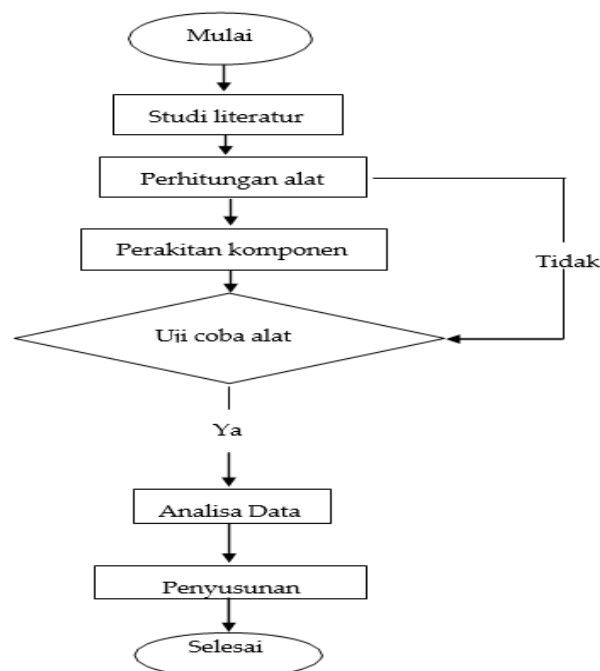 Mulai
Studi literatur
Perhitungan alat
Perakitan komponen
Tidak
Uji coba alat
Ya
Analisa Data
Penyusunan
Selesai